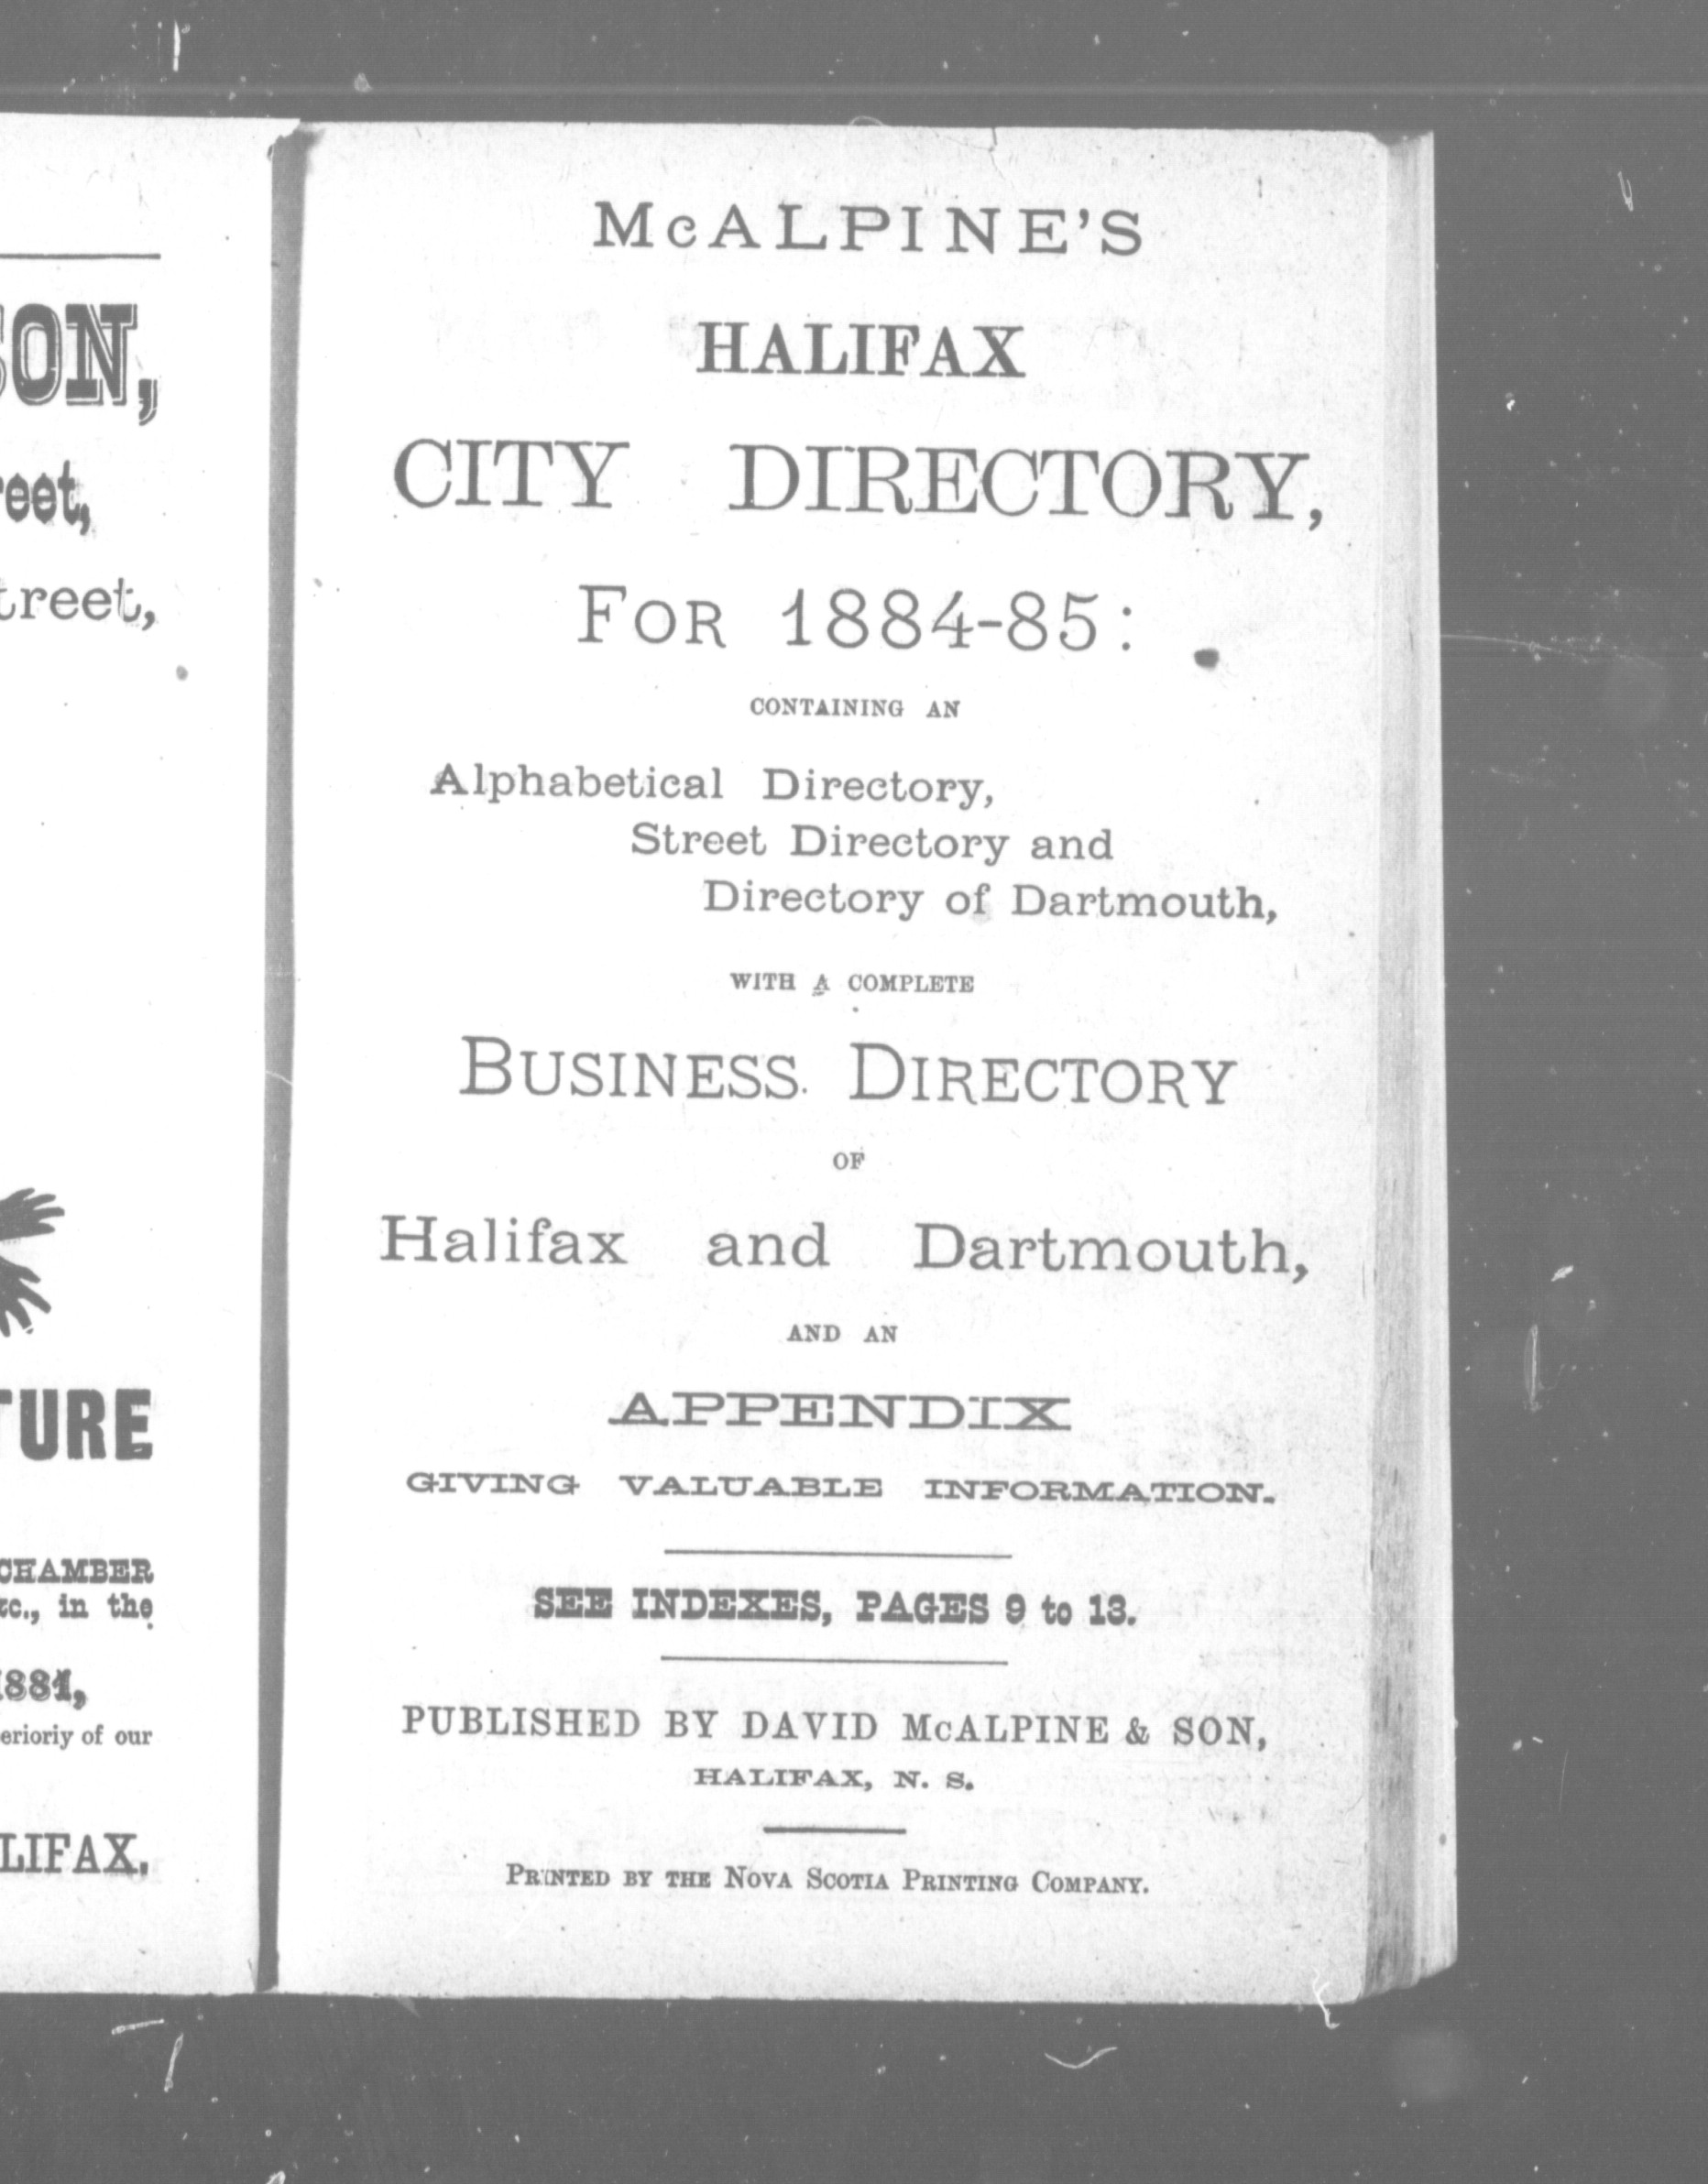 SON,
reet,
treet,
TURE
CHAMBER
&c., in the
1881,
erioriy of our
LIFAX.
McALPINE'S
HALIFAX
CITY DIRECTORY,
FOR 1884-85:
CONTAINING AN
Alphabetical Directory,
Street Directory and
Directory of Dartmouth,
WITH A COMPLETE
BUSINESS DIRECTORY
OF
Halifax and Dartmouth,
AND AN
APPENDIX
GIVING VALUABLE INFORMATION.
SEE INDEXES, PAGES 9 to 13.
PUBLISHED BY DAVID McALPINE & SON,
HALIFAX, N. S.
PRINTED BY THE NOVA SCOTIA PRINTING COMPANY.